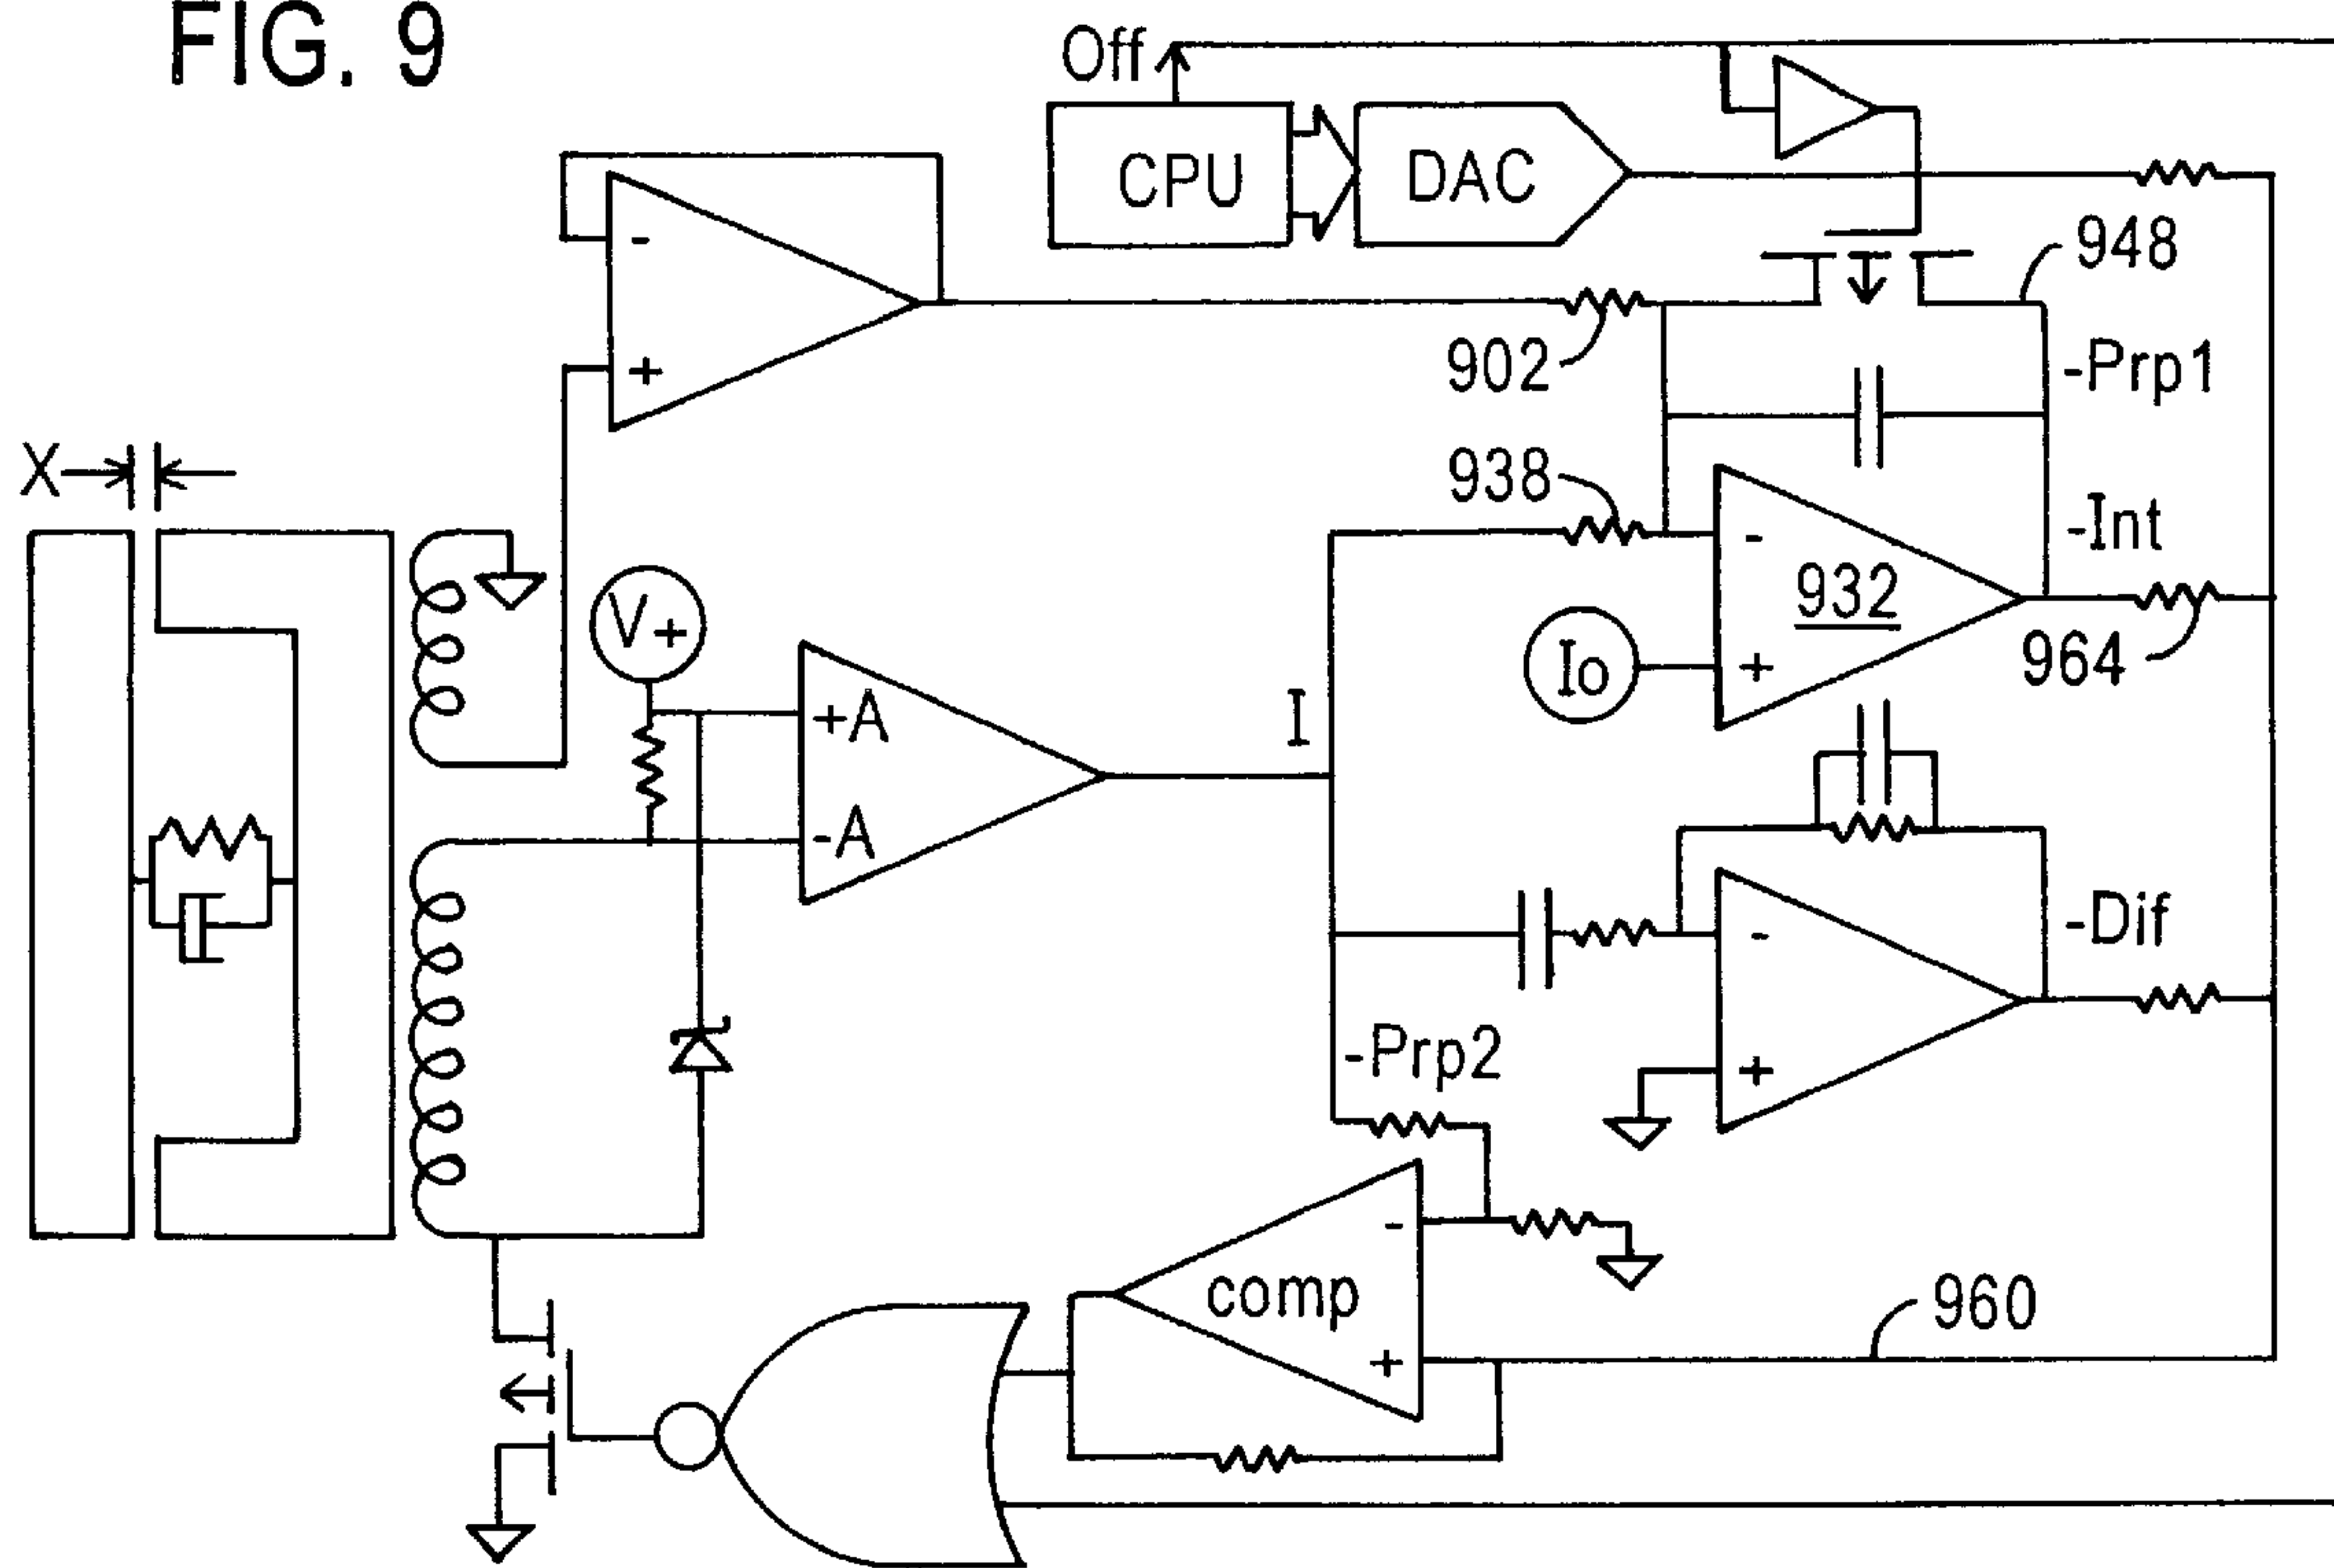 FIG. 9
Off
CPU
DAC
948
902
-Prp1
X
938
-Int
V+
932
Io
964
+A
I
-A
-Dif
-Prp2
-
+
-
+
-
+
-
+
comp
960